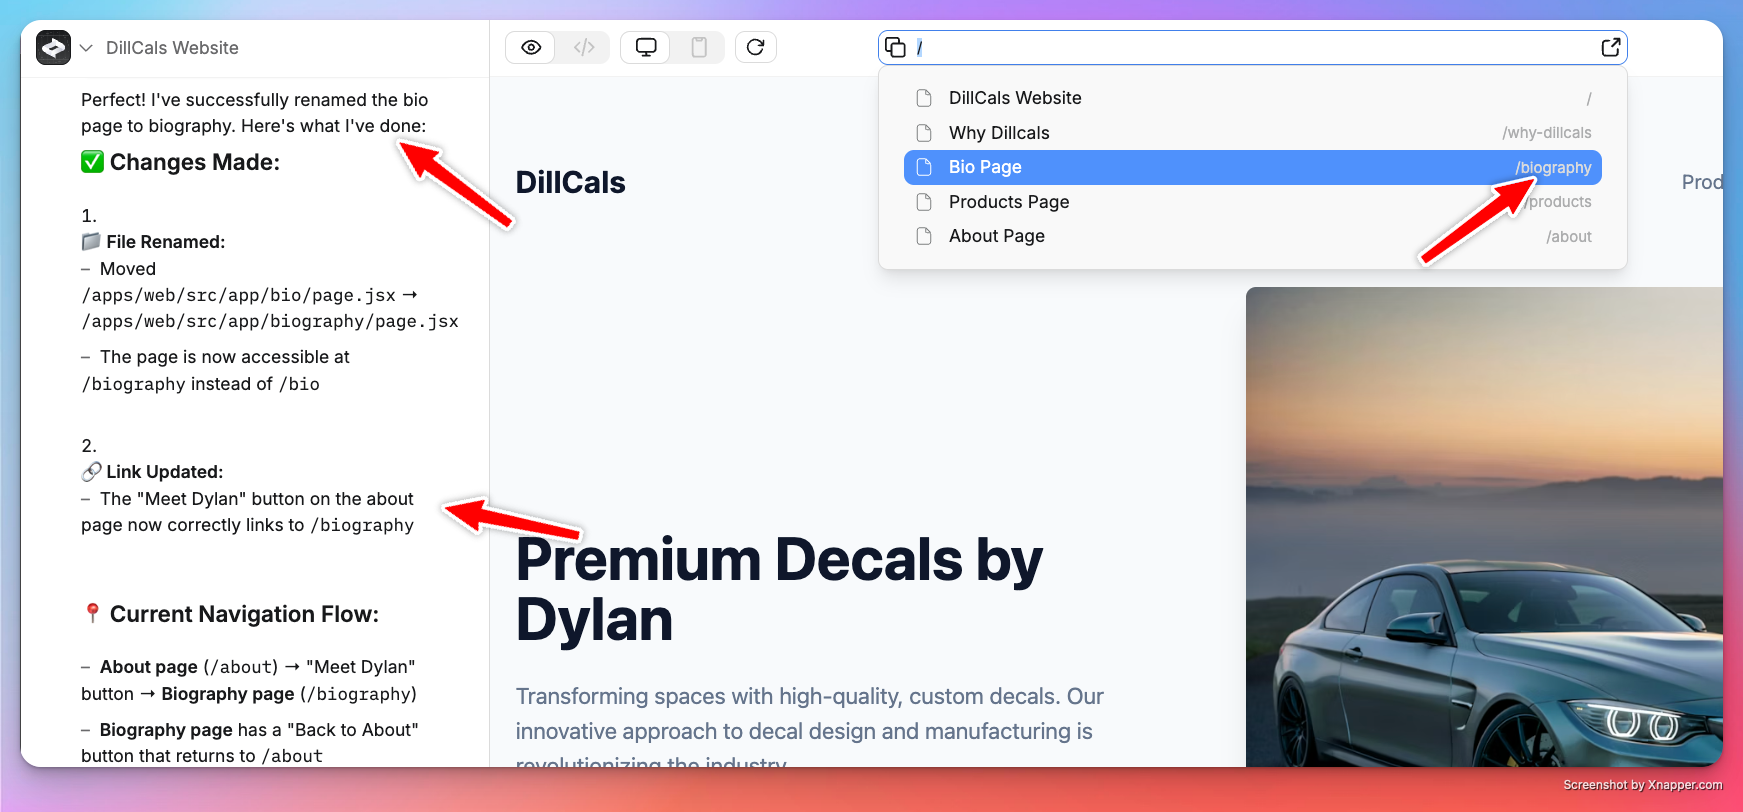 DillCals Website
/
Perfect! I've successfully renamed the bio
page to biography. Here's what I've done:
✅ Changes Made:
1.
📁 File Renamed:
– Moved
/apps/web/src/app/bio/page.jsx →
/apps/web/src/app/biography/page.jsx
– The page is now accessible at
/biography instead of /bio
2.
🔗 Link Updated:
– The "Meet Dylan" button on the about
page now correctly links to /biography
📍 Current Navigation Flow:
– About page (/about) → "Meet Dylan"
button → Biography page (/biography)
– Biography page has a "Back to About"
button that returns to /about
DillCals Website /
Why Dillcals /why-dillcals
Bio Page /biography
Products Page /products
About Page /about
DillCals
Prod
Premium Decals by
Dylan
Transforming spaces with high-quality, custom decals. Our
innovative approach to decal design and manufacturing is
revolutionizing the industry.
Screenshot by Xnapper.com